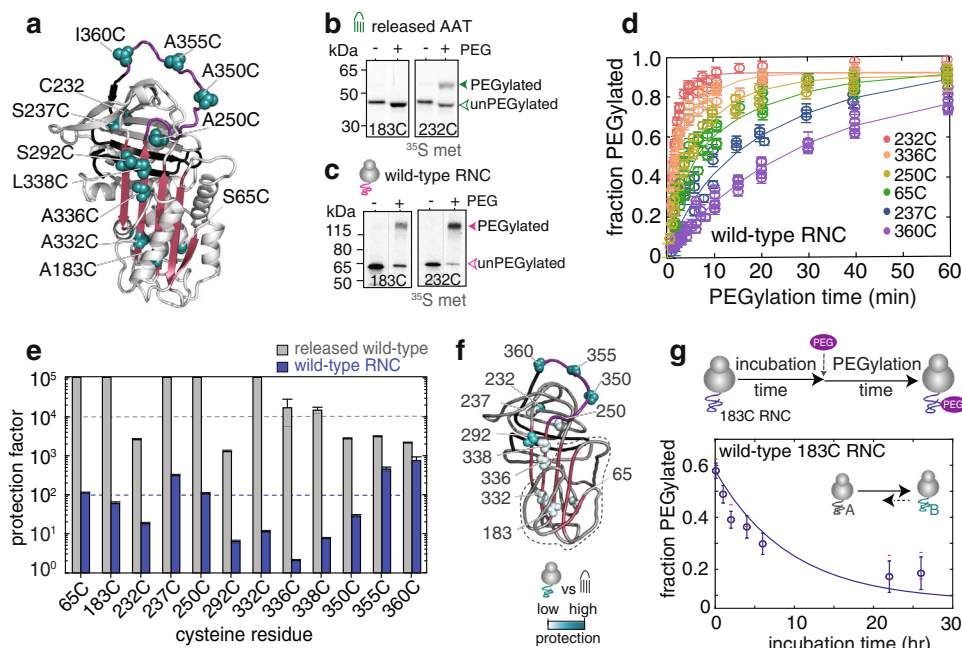 a
I360C
A355C
A350C
C232
S237C
A250C
S292C
L338C
S65C
A336C
A332C
A183C
b
released AAT
kDa
- + - + PEG
65
50
30
PEGylated
unPEGylated
183C 232C
35S met
c
wild-type RNC
kDa
- + - + PEG
115
80
65
50
PEGylated
unPEGylated
183C 232C
35S met
d
fraction PEGylated
1.0
0.8
0.6
0.4
0.2
0.0
0 10 20 30 40 50 60
PEGylation time (min)
wild-type RNC
232C
336C
250C
65C
237C
360C
e
released wild-type
wild-type RNC
protection factor
10^5
10^4
10^3
10^2
10^1
10^0
65C 183C 232C 237C 250C 292C 332C 336C 338C 350C 355C 360C
cysteine residue
f
360
355
232
350
237
250
292
338
336
65
332
183
vs
low high
protection
g
PEG
incubation PEGylation
time time
183C RNC
PEG
wild-type 183C RNC
fraction PEGylated
0.6
0.4
0.2
0
A
B
0 10 20 30
incubation time (hr)